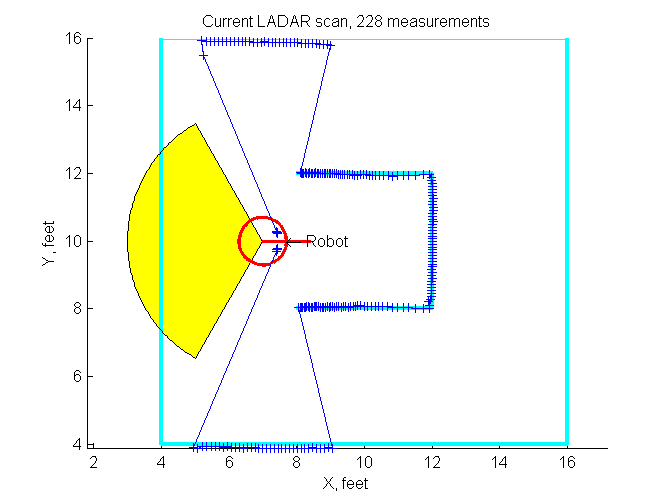 Current LADAR scan, 228 measurements
16
14
12
10
8
6
4
Y, feet
Robot
2 4 6 8 10 12 14 16
X, feet